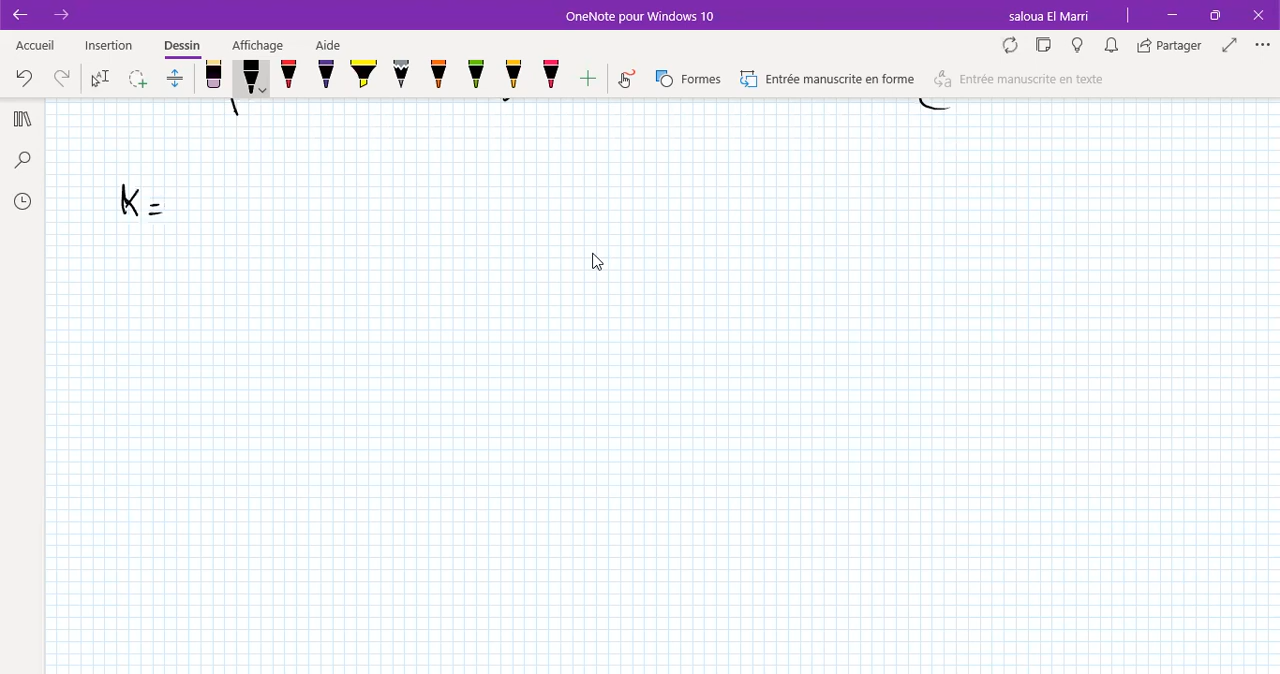 OneNote pour Windows 10
saloua El Marri
Accueil
Insertion
Dessin
Affichage
Aide
Partager
Formes
Entrée manuscrite en forme
Entrée manuscrite en texte
K =